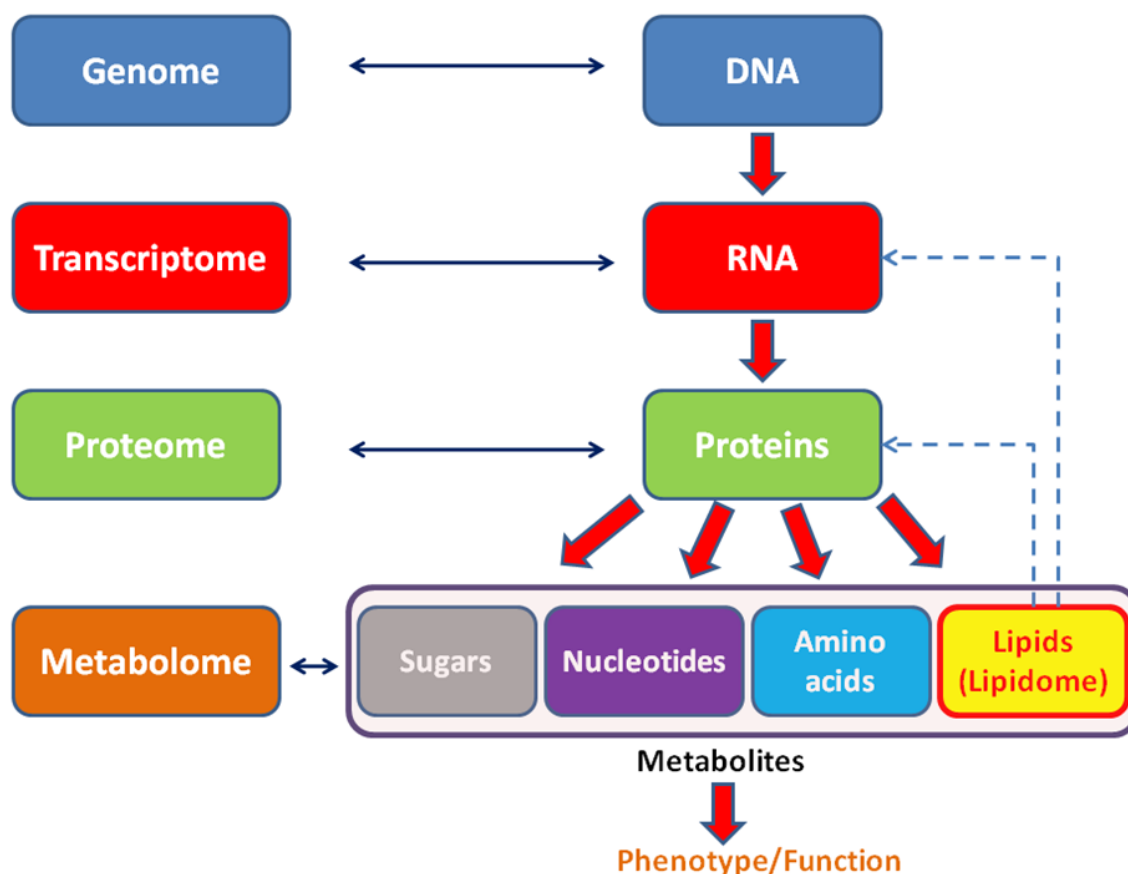 Genome
DNA
Transcriptome
RNA
Proteome
Proteins
Metabolome
Sugars
Nucleotides
Amino
acids
Lipids
(Lipidome)
Metabolites
Phenotype/Function